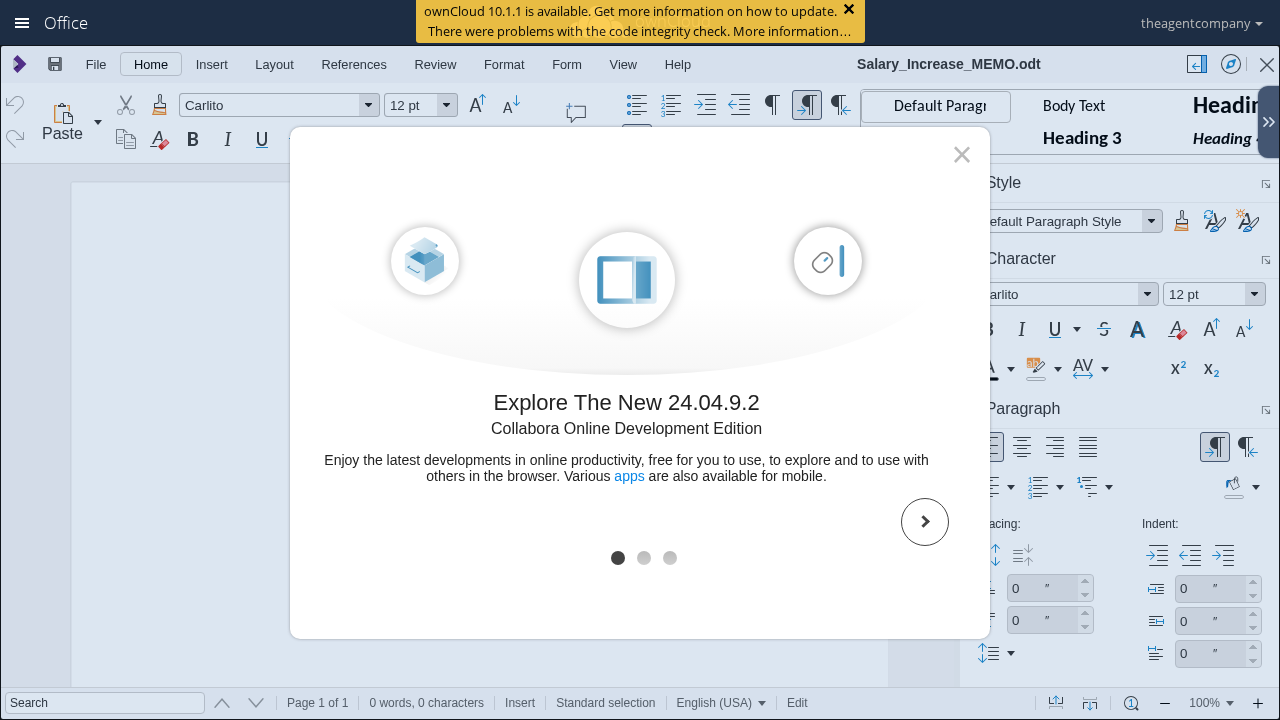 Office
ownCloud 10.1.1 is available. Get more information on how to update.
There were problems with the code integrity check. More information…
theagentcompany
File Home Insert Layout References Review Format Form View Help
Salary_Increase_MEMO.odt
Paste
Carlito
12 pt
Default Paragr
Body Text
Headin
Heading 3
Heading
Style
efault Paragraph Style
Character
arlito
12 pt
Paragraph
acing:
Indent:
0 ″
0 ″
0 ″
0 ″
0 ″
Explore The New 24.04.9.2
Collabora Online Development Edition
Enjoy the latest developments in online productivity, free for you to use, to explore and to use with
others in the browser. Various apps are also available for mobile.
Search
Page 1 of 1
0 words, 0 characters
Insert
Standard selection
English (USA)
Edit
100%